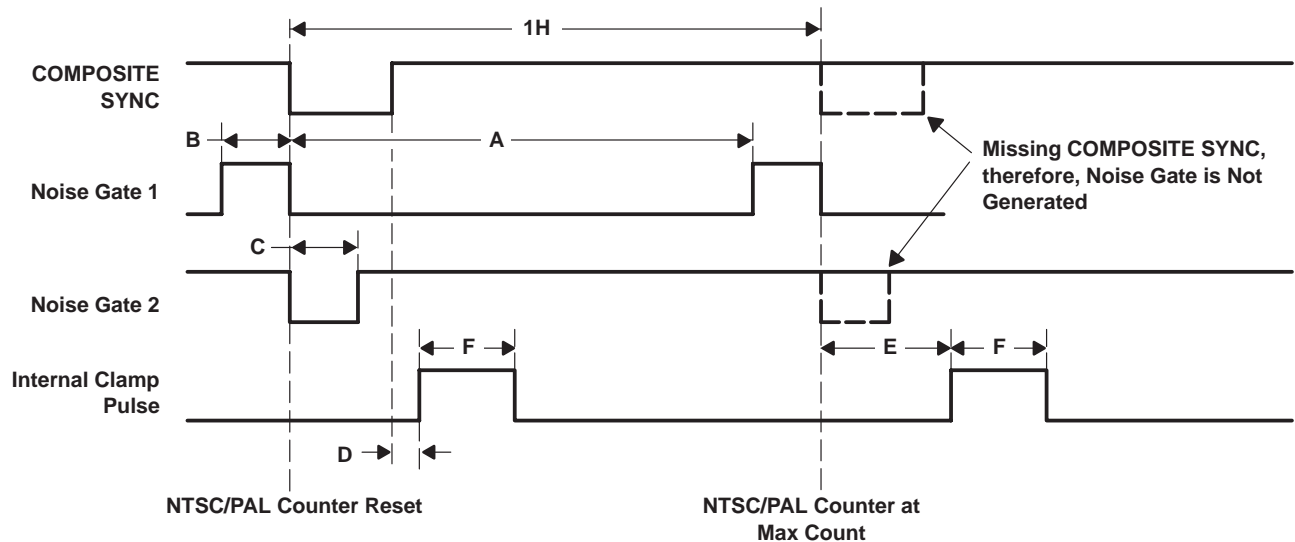 1H
COMPOSITE
SYNC
B
A
Missing COMPOSITE SYNC,
therefore, Noise Gate is Not
Generated
Noise Gate 1
C
Noise Gate 2
F
E
F
Internal Clamp
Pulse
D
NTSC/PAL Counter Reset
NTSC/PAL Counter at
Max Count